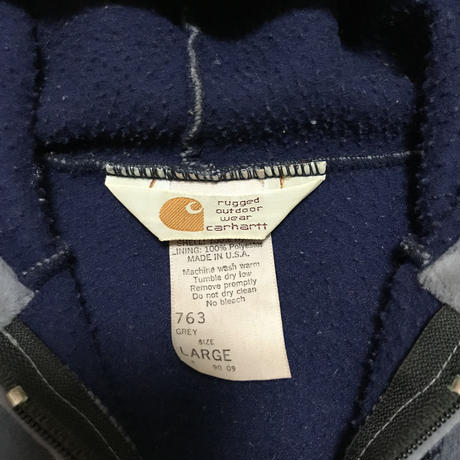 rugged
outdoor
wear
carhartt
LINING: 100% Polyester
MADE IN U.S.A.
Machine wash warm
Tumble dry low
Remove promptly
Do not dry clean
No bleach
763
GREY
SIZE
LARGE
90 09